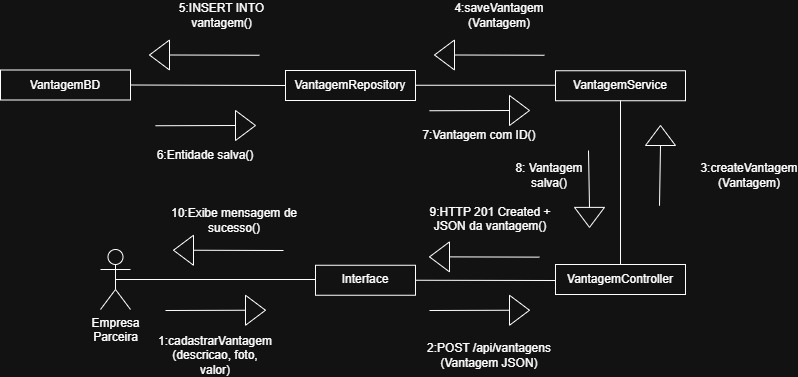 5:INSERT INTO
vantagem()
4:saveVantagem
(Vantagem)
VantagemBD
VantagemRepository
VantagemService
6:Entidade salva()
7:Vantagem com ID()
8: Vantagem
salva()
3:createVantagem
(Vantagem)
10:Exibe mensagem de
sucesso()
9:HTTP 201 Created +
JSON da vantagem()
Interface
VantagemController
Empresa
Parceira
1:cadastrarVantagem
(descricao, foto,
valor)
2:POST /api/vantagens
(Vantagem JSON)